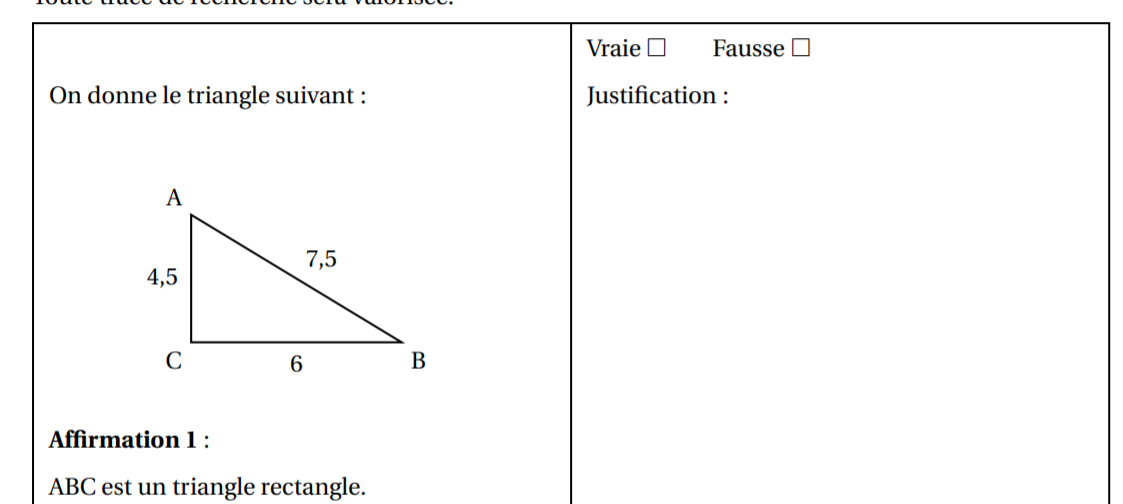 Vraie □ Fausse □
On donne le triangle suivant :
Justification :
A
7,5
4,5
C
6
B
Affirmation 1 :
ABC est un triangle rectangle.